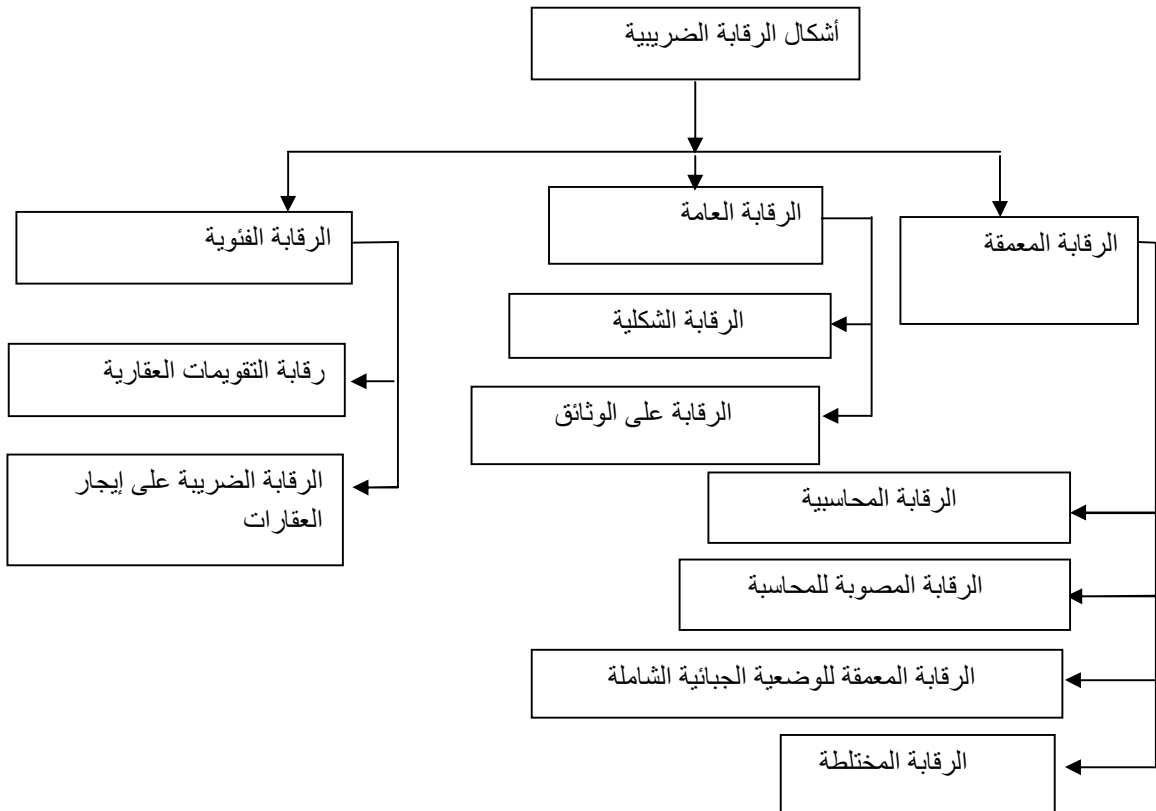 أشكال الرقابة الضريبية
الرقابة المعمقة
الرقابة العامة
الرقابة الفئوية
الرقابة الشكلية
رقابة التقويمات العقارية
الرقابة على الوثائق
الرقابة الضريبة على إيجار
العقارات
الرقابة المحاسبية
الرقابة المصوبة للمحاسبة
الرقابة المعمقة للوضعية الجبائية الشاملة
الرقابة المختلطة